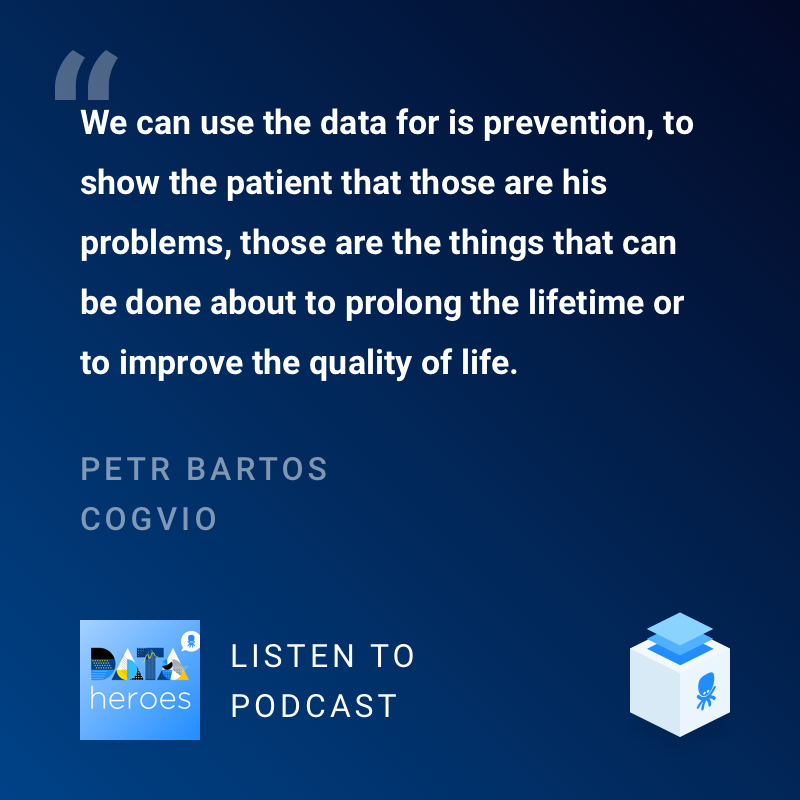 “
We can use the data for is prevention, to
show the patient that those are his
problems, those are the things that can
be done about to prolong the lifetime or
to improve the quality of life.
PETR BARTOS
COGVIO
DATA
heroes
LISTEN TO
PODCAST